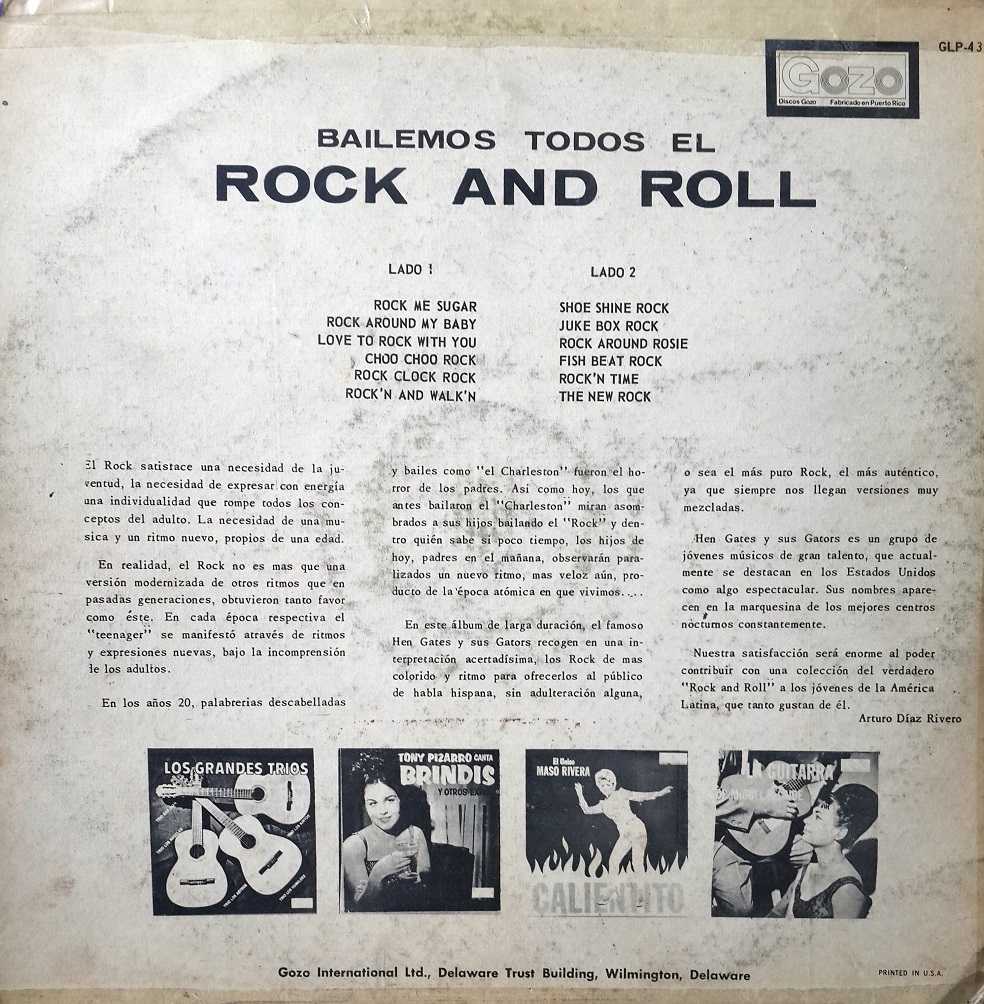 GLP-43
GOZO
Discos Gozo Fabricado en Puerto Rico
BAILEMOS TODOS EL
ROCK AND ROLL
LADO 1
ROCK ME SUGAR
ROCK AROUND MY BABY
LOVE TO ROCK WITH YOU
CHOO CHOO ROCK
ROCK CLOCK ROCK
ROCK'N AND WALK'N
LADO 2
SHOE SHINE ROCK
JUKE BOX ROCK
ROCK AROUND ROSIE
FISH BEAT ROCK
ROCK'N TIME
THE NEW ROCK
El Rock satistace una necesidad de la ju-
ventud, la necesidad de expresar con energía
una individualidad que rompe todos los con-
ceptos del adulto. La necesidad de una mu-
sica y un ritmo nuevo, propios de una edad.
En realidad, el Rock no es mas que una
versión modernizada de otros ritmos que en
pasadas generaciones, obtuvieron tanto favor
como éste. En cada época respectiva el
"teenager" se manifestó através de ritmos
y expresiones nuevas, bajo la incomprensión
de los adultos.
En los años 20, palabrerias descabelladas
y bailes como "el Charleston" fueron el ho-
rror de los padres. Así como hoy, los que
antes bailaron el "Charleston" miran asom-
brados a sus hijos bailando el "Rock" y den-
tro quién sabe si poco tiempo, los hijos de
hoy, padres en el mañana, observarán para-
lizados un nuevo ritmo, mas veloz aún, pro-
ducto de la época atómica en que vivimos....
En este álbum de larga duración, el famoso
Hen Gates y sus Gators recogen en una in-
terpretación acertadísima, los Rock de mas
colorido y ritmo para ofrecerlos al público
de habla hispana, sin adulteración alguna,
o sea el más puro Rock, el más auténtico,
ya que siempre nos llegan versiones muy
mezcladas.
Hen Gates y sus Gators es un grupo de
jóvenes músicos de gran talento, que actual-
mente se destacan en los Estados Unidos
como algo espectacular. Sus nombres apare-
cen en la marquesina de los mejores centros
nocturnos constantemente.
Nuestra satisfacción será enorme al poder
contribuir con una colección del verdadero
"Rock and Roll" a los jóvenes de la América
Latina, que tanto gustan de él.
Arturo Díaz Rivero
LOS GRANDES TRIOS
TONY PIZARRO CANTA
BRINDIS
Y OTROS
El Unico
MASO RIVERA
CALIENTITO
LA GUITARRA
Gozo International Ltd., Delaware Trust Building, Wilmington, Delaware
PRINTED IN U.S.A.